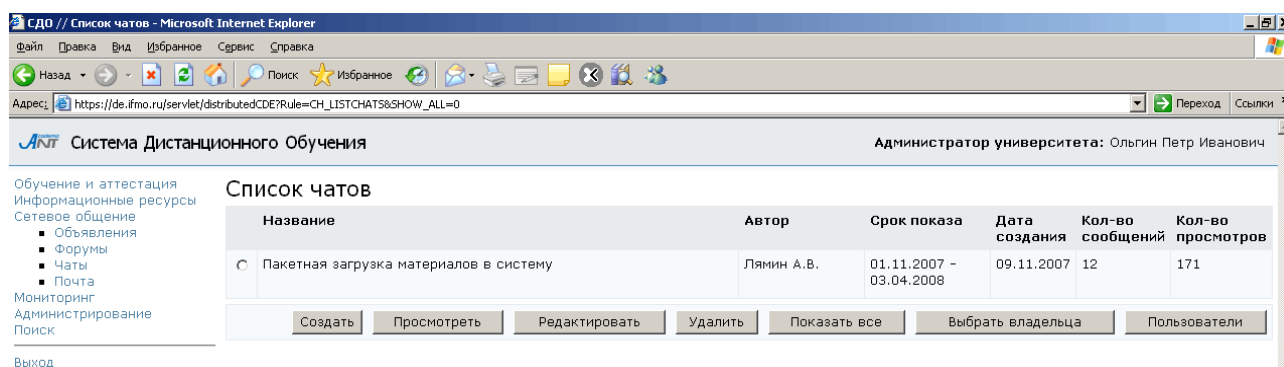 СДО // Список чатов - Microsoft Internet Explorer
Файл Правка Вид Избранное Сервис Справка
Назад Поиск Избранное
Адрес: https://de.ifmo.ru/servlet/distributedCDE?Rule=CH_LISTCHATS&SHOW_ALL=0 Переход Ссылки
Academic ANT Система Дистанционного Обучения Администратор университета: Ольгин Петр Иванович
Обучение и аттестация
Информационные ресурсы
Сетевое общение
Объявления
Форумы
Чаты
Почта
Мониторинг
Администрирование
Поиск
Выход
Список чатов
Название Автор Срок показа Дата создания Кол-во сообщений Кол-во просмотров
Пакетная загрузка материалов в систему Лямин А.В. 01.11.2007 - 03.04.2008 09.11.2007 12 171
Создать Просмотреть Редактировать Удалить Показать все Выбрать владельца Пользователи